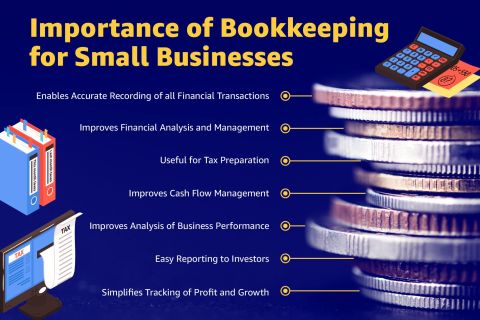 Importance of Bookkeeping
for Small Businesses
Enables Accurate Recording of all Financial Transactions
Improves Financial Analysis and Management
Useful for Tax Preparation
Improves Cash Flow Management
Improves Analysis of Business Performance
Easy Reporting to Investors
Simplifies Tracking of Profit and Growth
TAX
TAX